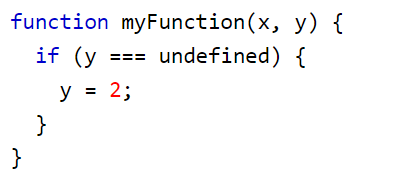 function myFunction(x, y) {
  if (y === undefined) {
    y = 2;
  }
}